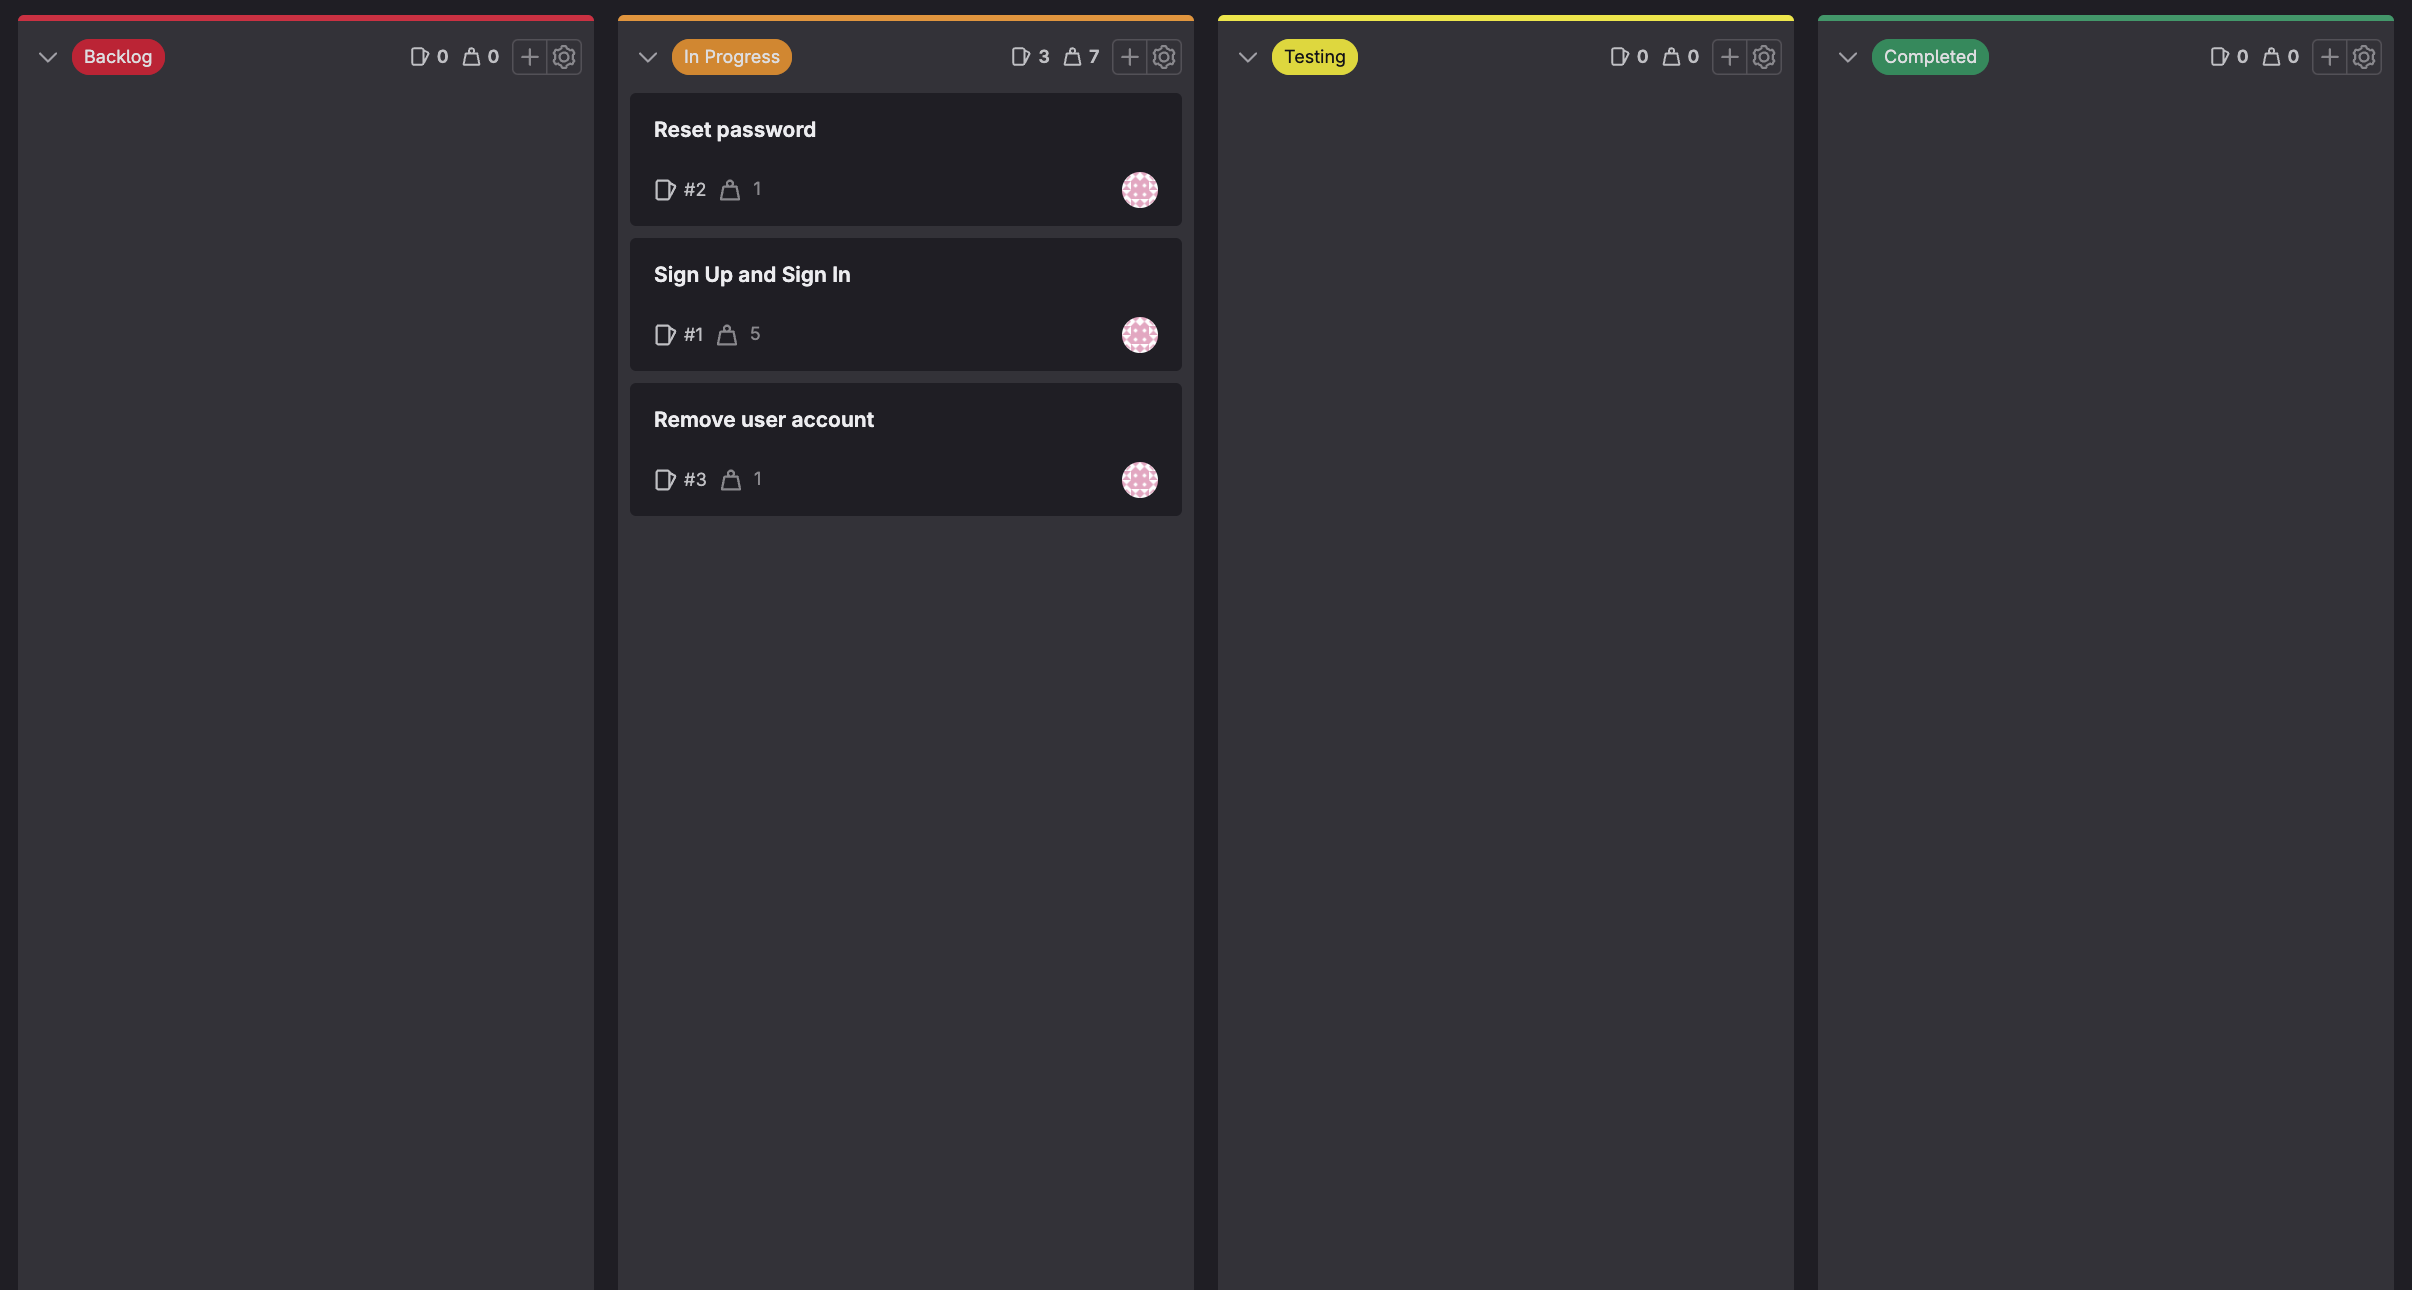 Backlog 0 0
In Progress 3 7
Reset password
#2 1
Sign Up and Sign In
#1 5
Remove user account
#3 1
Testing 0 0
Completed 0 0